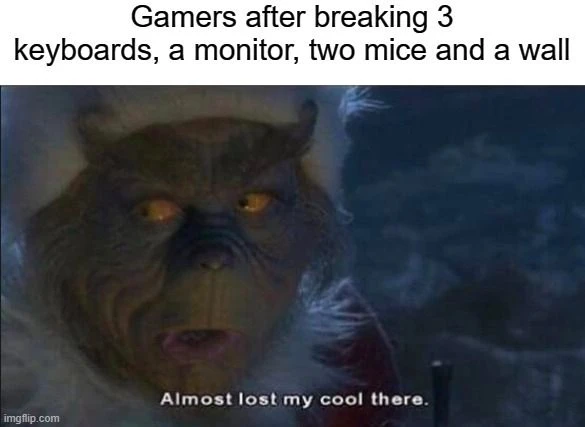 Gamers after breaking 3
keyboards, a monitor, two mice and a wall
Almost lost my cool there.
imgflip.com